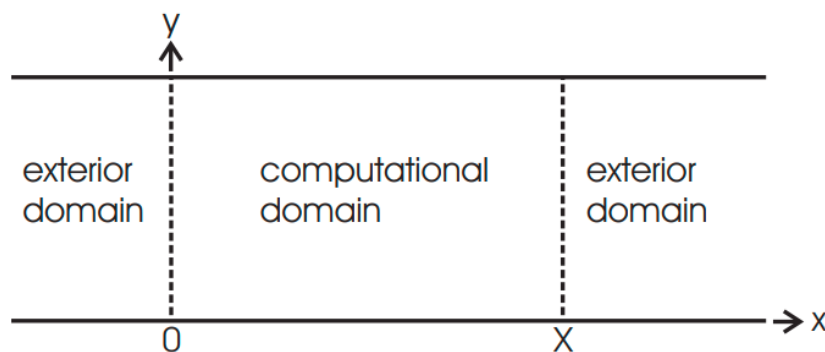 y
exterior
domain
computational
domain
exterior
domain
x
0
X